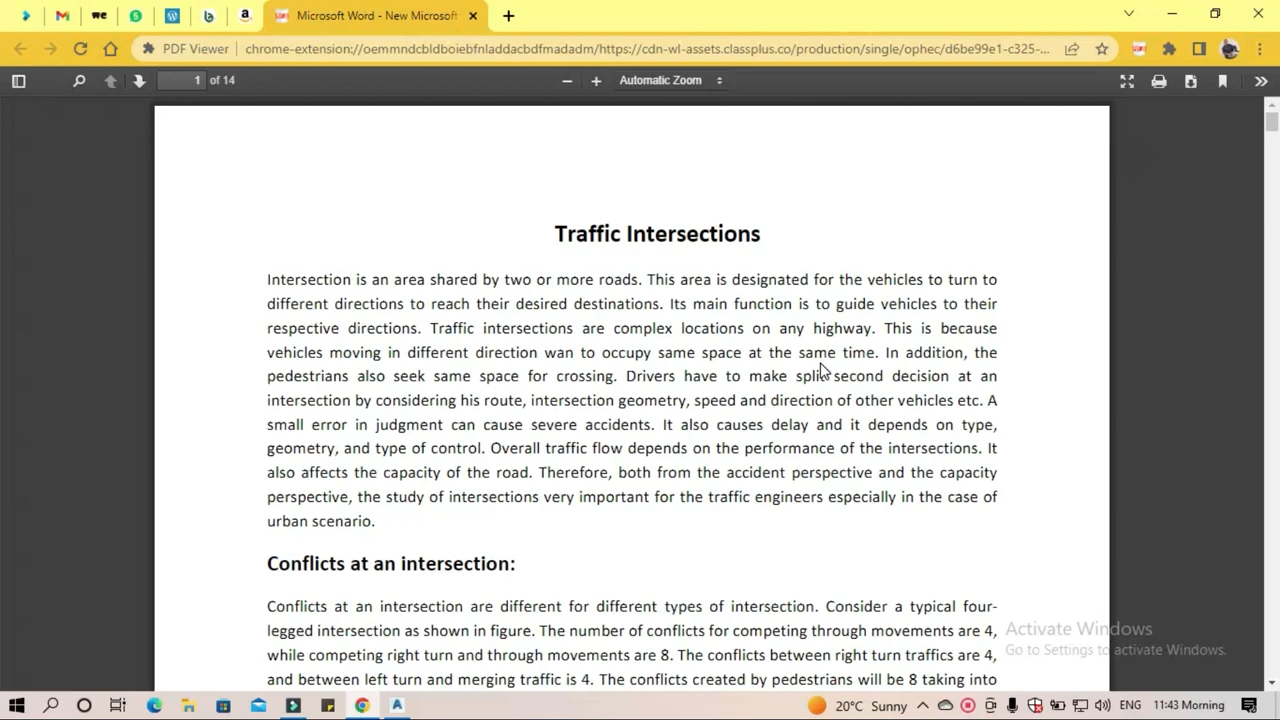 Microsoft Word - New Microsoft
PDF Viewer
chrome-extension://oemmndcbldboiebfnladdacbdfmadadm/https://cdn-wl-assets.classplus.co/production/single/ophec/d6be99e1-c325-...
1 of 14
Automatic Zoom
Traffic Intersections
Intersection is an area shared by two or more roads. This area is designated for the vehicles to turn to
different directions to reach their desired destinations. Its main function is to guide vehicles to their
respective directions. Traffic intersections are complex locations on any highway. This is because
vehicles moving in different direction wan to occupy same space at the same time. In addition, the
pedestrians also seek same space for crossing. Drivers have to make split second decision at an
intersection by considering his route, intersection geometry, speed and direction of other vehicles etc. A
small error in judgment can cause severe accidents. It also causes delay and it depends on type,
geometry, and type of control. Overall traffic flow depends on the performance of the intersections. It
also affects the capacity of the road. Therefore, both from the accident perspective and the capacity
perspective, the study of intersections very important for the traffic engineers especially in the case of
urban scenario.
Conflicts at an intersection:
Conflicts at an intersection are different for different types of intersection. Consider a typical four-
legged intersection as shown in figure. The number of conflicts for competing through movements are 4,
while competing right turn and through movements are 8. The conflicts between right turn traffics are 4,
and between left turn and merging traffic is 4. The conflicts created by pedestrians will be 8 taking into
Activate Windows
Go to Settings to activate Windows.
20°C Sunny
ENG
11:43 Morning